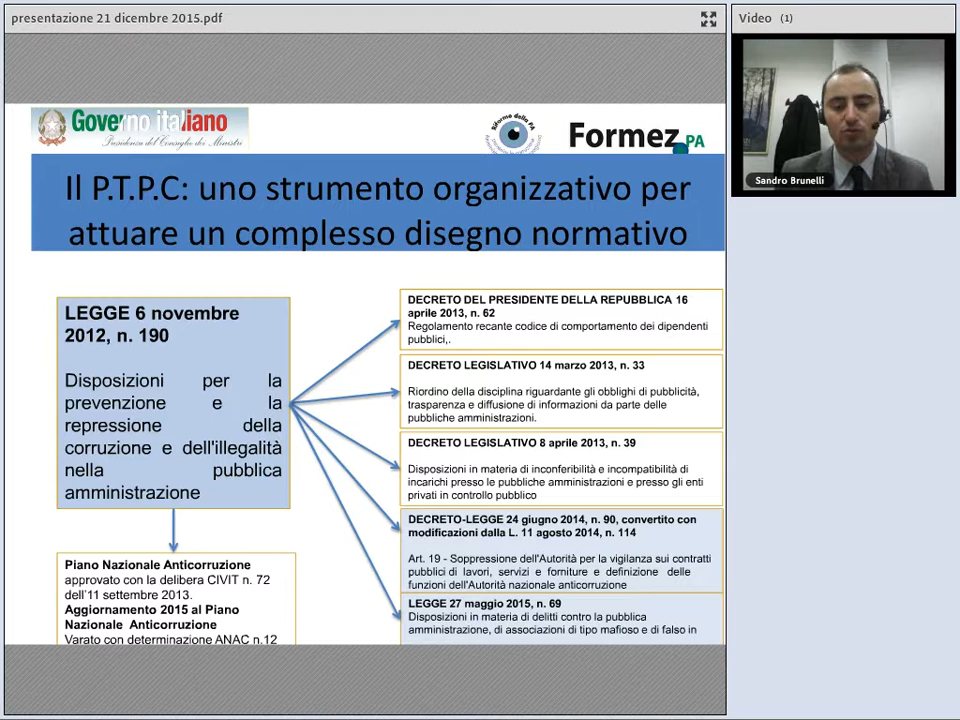 presentazione 21 dicembre 2015.pdf
Video (1)
Governo italiano
Presidenza del Consiglio dei Ministri
Riforme della PA
Formez PA
Sandro Brunelli
Il P.T.P.C: uno strumento organizzativo per
attuare un complesso disegno normativo
LEGGE 6 novembre
2012, n. 190
Disposizioni per la
prevenzione e la
repressione della
corruzione e dell'illegalità
nella pubblica
amministrazione
Piano Nazionale Anticorruzione
approvato con la delibera CIVIT n. 72
dell'11 settembre 2013.
Aggiornamento 2015 al Piano
Nazionale Anticorruzione
Varato con determinazione ANAC n.12
DECRETO DEL PRESIDENTE DELLA REPUBBLICA 16
aprile 2013, n. 62
Regolamento recante codice di comportamento dei dipendenti
pubblici,.
DECRETO LEGISLATIVO 14 marzo 2013, n. 33
Riordino della disciplina riguardante gli obblighi di pubblicità,
trasparenza e diffusione di informazioni da parte delle
pubbliche amministrazioni.
DECRETO LEGISLATIVO 8 aprile 2013, n. 39
Disposizioni in materia di inconferibilità e incompatibilità di
incarichi presso le pubbliche amministrazioni e presso gli enti
privati in controllo pubblico
DECRETO-LEGGE 24 giugno 2014, n. 90, convertito con
modificazioni dalla L. 11 agosto 2014, n. 114
Art. 19 - Soppressione dell'Autorità per la vigilanza sui contratti
pubblici di lavori, servizi e forniture e definizione delle
funzioni dell'Autorità nazionale anticorruzione
LEGGE 27 maggio 2015, n. 69
Disposizioni in materia di delitti contro la pubblica
amministrazione, di associazioni di tipo mafioso e di falso in